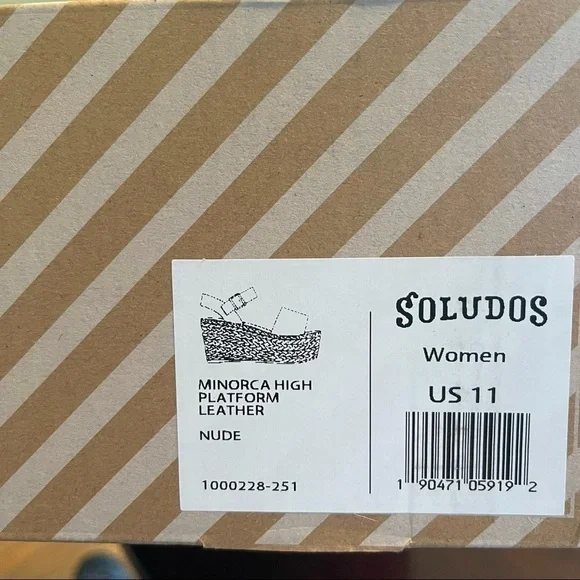 MINORCA HIGH
PLATFORM
LEATHER
NUDE
1000228-251
SOLUDOS
Women
US 11
1 90471 05919 2